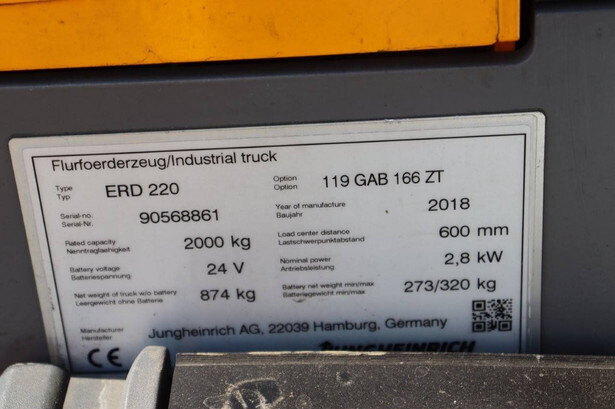 Flurfoerderzeug/Industrial truck
Type Typ ERD 220 Option Option 119 GAB 166 ZT
Serial-no. Serial-Nr. 90568861 Year of manufacture Baujahr 2018
Rated capacity Nenntragfaehigkeit 2000 kg Load center distance Lastschwerpunktabstand 600 mm
Battery voltage Batteriespannung 24 V Nominal power Antriebsleistung 2,8 kW
Net weight of truck w/o battery Leergewicht ohne Batterie 874 kg Battery net weight min/max Batteriegewicht min/max 273/320 kg
Manufacturer Hersteller Jungheinrich AG, 22039 Hamburg, Germany
CE JUNGHEINRICH